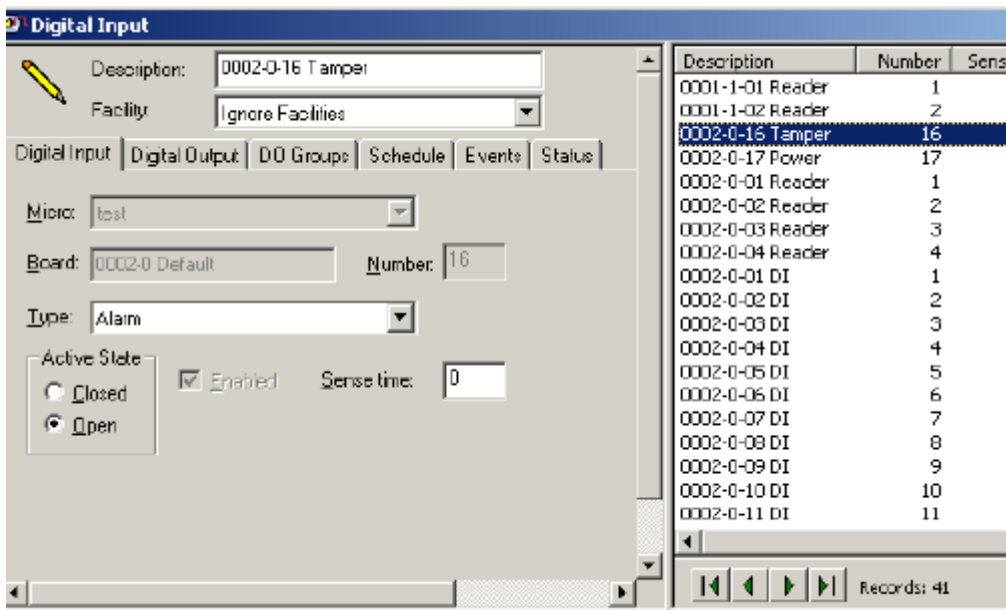 Digital Input
Description: 0002-0-16 Tamper
Facility: Ignore Facilities
Digital Input Digital Output DO Groups Schedule Events Status
Micro: test
Board: 0002-0 Default Number: 16
Type: Alarm
Active State
Closed
Open
Enabled Sense time: 0
Description Number Sens
0001-1-01 Reader 1
0001-1-02 Reader 2
0002-0-16 Tamper 16
0002-0-17 Power 17
0002-0-01 Reader 1
0002-0-02 Reader 2
0002-0-03 Reader 3
0002-0-04 Reader 4
0002-0-01 DI 1
0002-0-02 DI 2
0002-0-03 DI 3
0002-0-04 DI 4
0002-0-05 DI 5
0002-0-06 DI 6
0002-0-07 DI 7
0002-0-08 DI 8
0002-0-09 DI 9
0002-0-10 DI 10
0002-0-11 DI 11
Records: 41